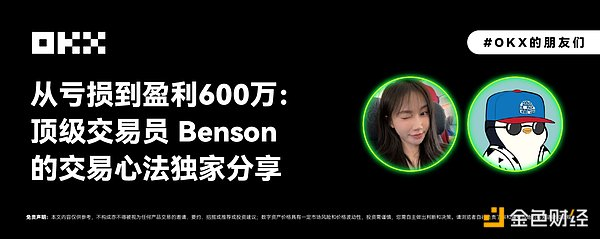 OKX
#OKX的朋友们
从亏损到盈利600万：
顶级交易员 Benson
的交易心法独家分享
金色财经